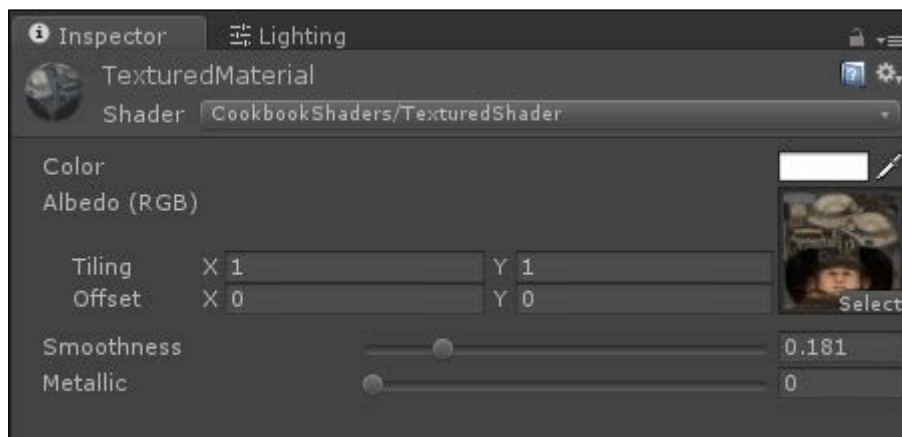 Inspector Lighting
TexturedMaterial
Shader CookbookShaders/TexturedShader
Color
Albedo (RGB)
Tiling X 1 Y 1
Offset X 0 Y 0
Select
Smoothness 0.181
Metallic 0